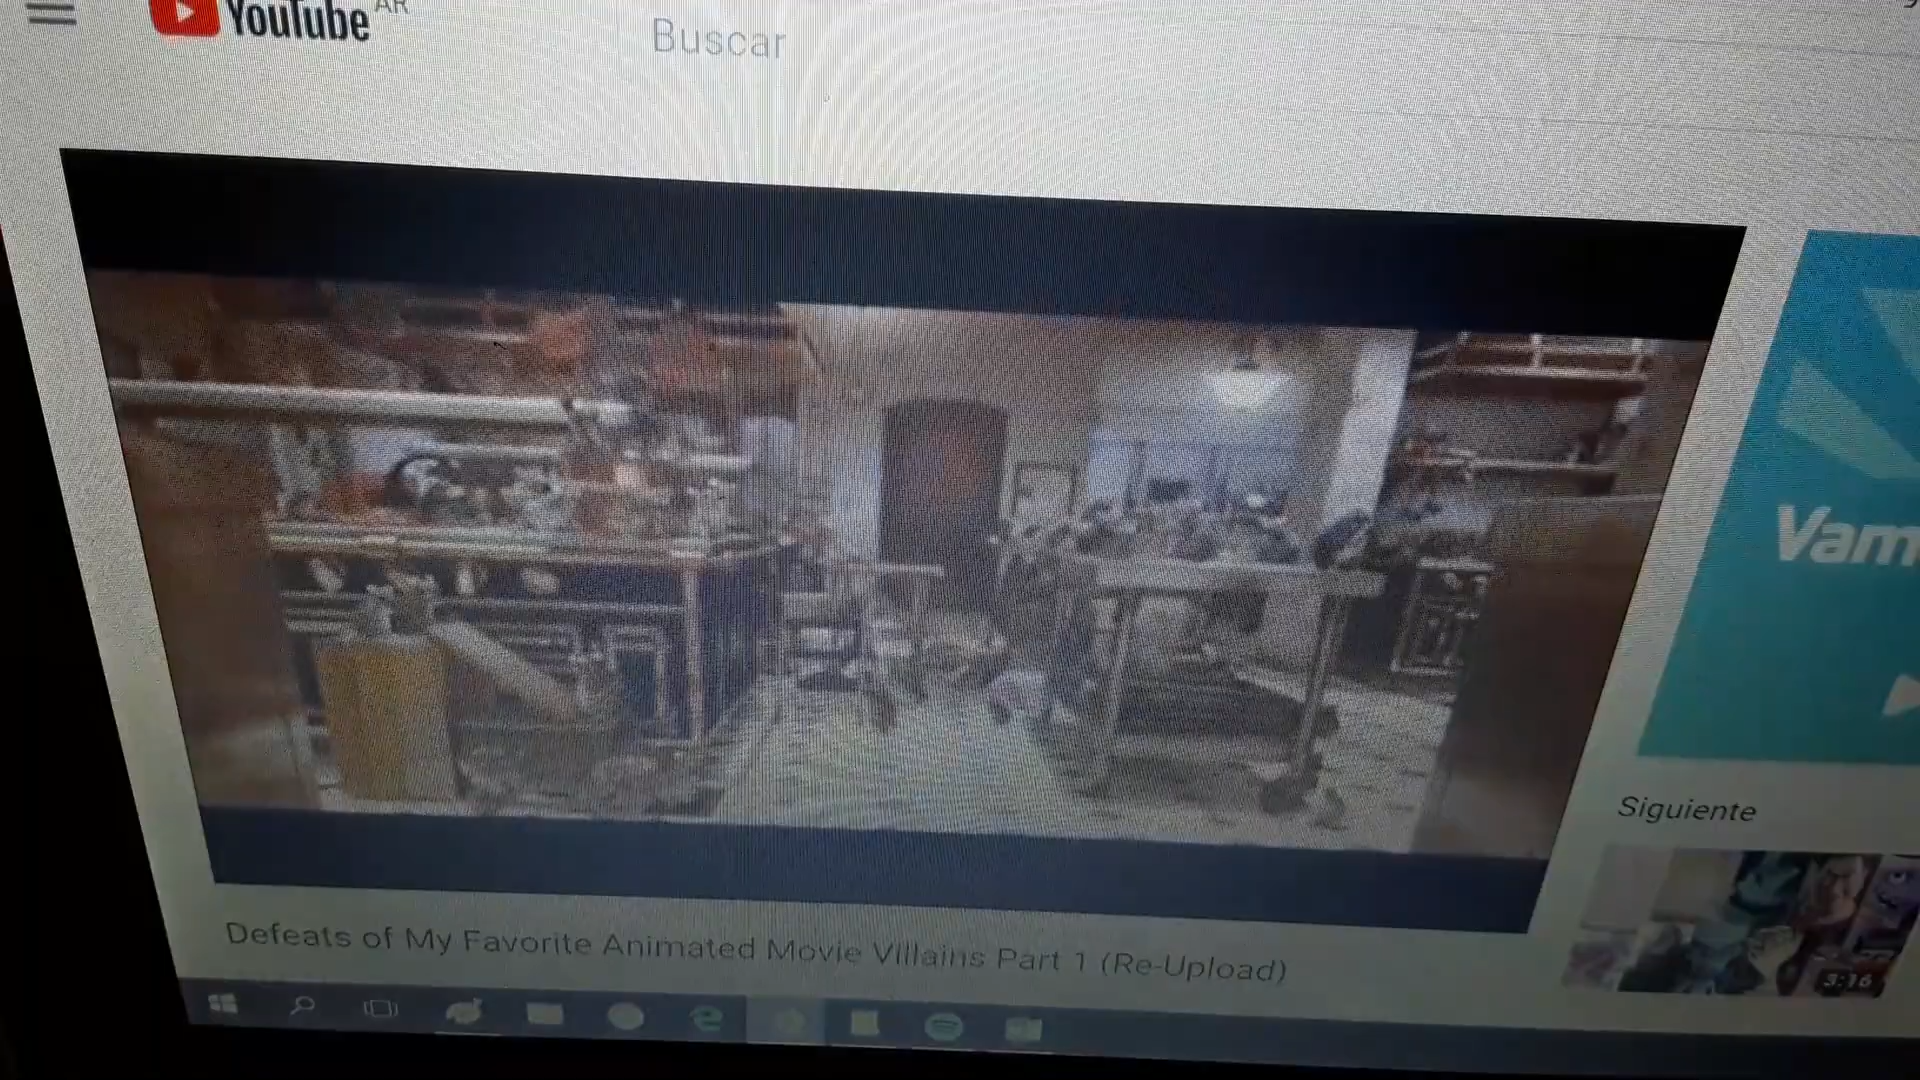 YouTube AR
Buscar
Vam
Siguiente
3:16
Defeats of My Favorite Animated Movie Villains Part 1 (Re-Upload)